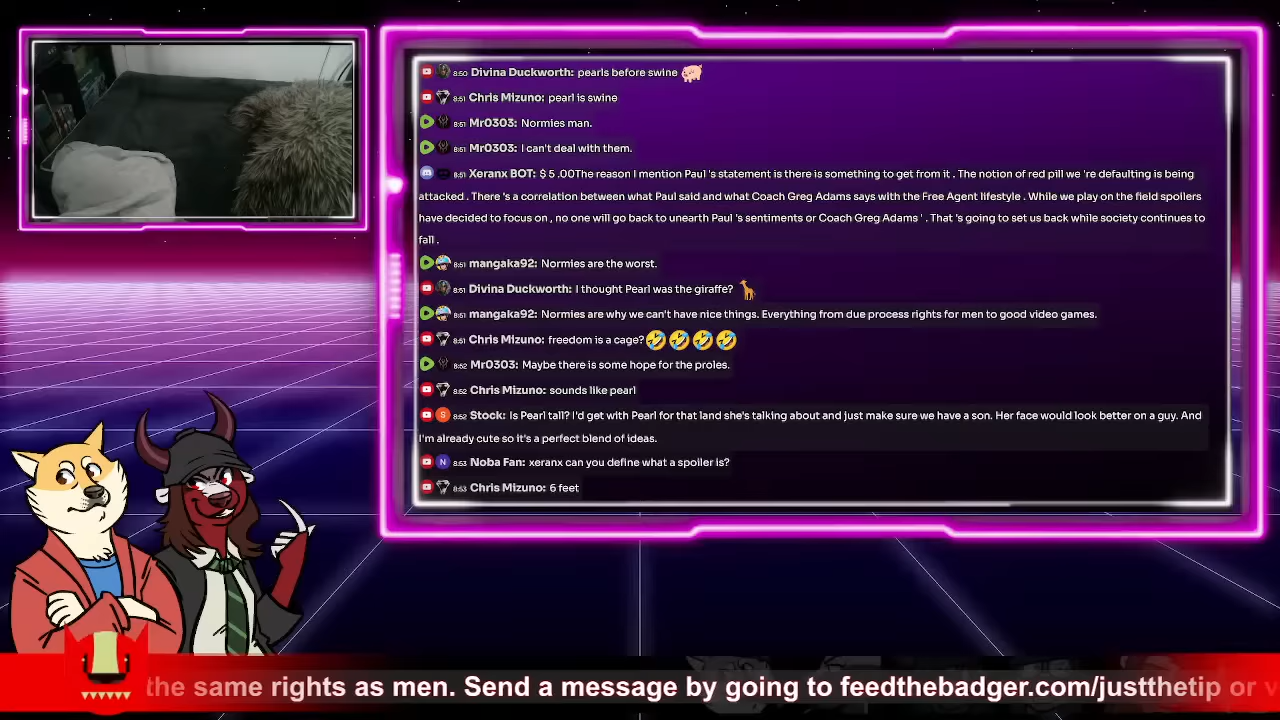 8:50 Divina Duckworth: pearls before swine
8:51 Chris Mizuno: pearl is swine
8:51 Mr0303: Normies man.
8:51 Mr0303: I can't deal with them.
8:51 Xeranx BOT: $ 5 .00The reason I mention Paul 's statement is there is something to get from it . The notion of red pill we 're defaulting is being
attacked . There 's a correlation between what Paul said and what Coach Greg Adams says with the Free Agent lifestyle . While we play on the field spoilers
have decided to focus on , no one will go back to unearth Paul 's sentiments or Coach Greg Adams ' . That 's going to set us back while society continues to
fall .
8:51 mangaka92: Normies are the worst.
8:51 Divina Duckworth: I thought Pearl was the giraffe?
8:51 mangaka92: Normies are why we can't have nice things. Everything from due process rights for men to good video games.
8:51 Chris Mizuno: freedom is a cage?
8:52 Mr0303: Maybe there is some hope for the proles.
8:52 Chris Mizuno: sounds like pearl
S 8:52 Stock: Is Pearl tall? I'd get with Pearl for that land she's talking about and just make sure we have a son. Her face would look better on a guy. And
I'm already cute so it's a perfect blend of ideas.
N 8:53 Noba Fan: xeranx can you define what a spoiler is?
8:53 Chris Mizuno: 6 feet
the same rights as men. Send a message by going to feedthebadger.com/justthetip or